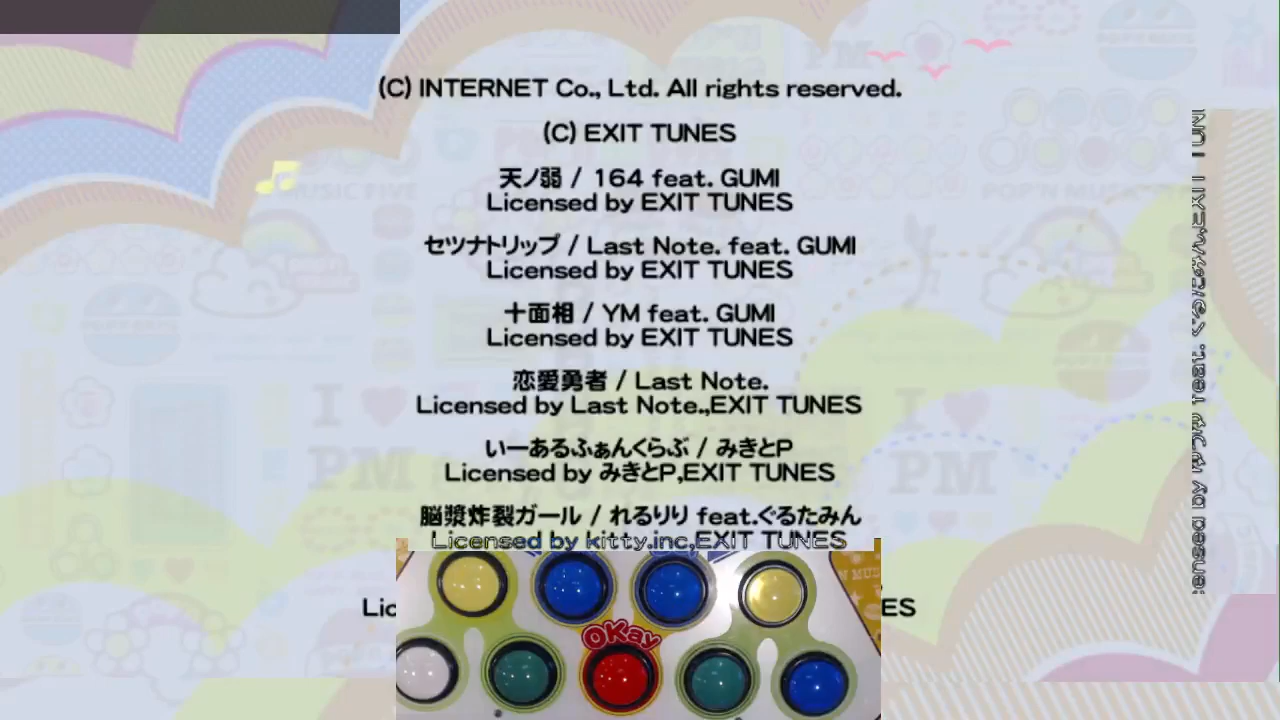 (C) INTERNET Co., Ltd. All rights reserved.
(C) EXIT TUNES
天ノ弱 / 164 feat. GUMI
Licensed by EXIT TUNES
セツナトリップ / Last Note. feat. GUMI
Licensed by EXIT TUNES
十面相 / YM feat. GUMI
Licensed by EXIT TUNES
恋愛勇者 / Last Note.
Licensed by Last Note.,EXIT TUNES
いーあるふぁんくらぶ / みきとP
Licensed by みきとP,EXIT TUNES
脳漿炸裂ガール / れるりり feat.ぐるたみん
Licensed by kitty.inc,EXIT TUNES
OKay
I
PM
I
PM
PM